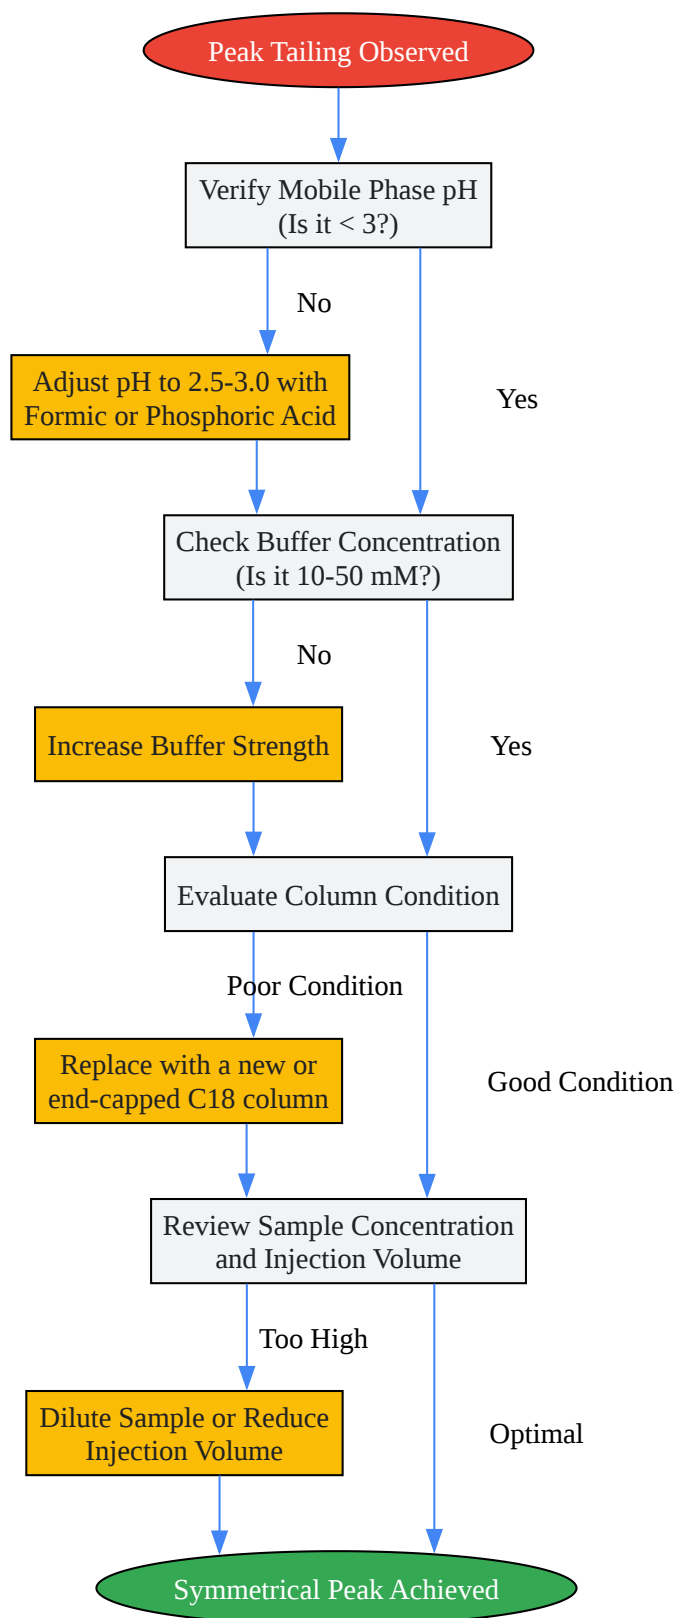 Peak Tailing Observed
Verify Mobile Phase pH
(Is it < 3?)
No
Adjust pH to 2.5-3.0 with
Formic or Phosphoric Acid
Yes
Check Buffer Concentration
(Is it 10-50 mM?)
No
Increase Buffer Strength
Yes
Evaluate Column Condition
Poor Condition
Replace with a new or
end-capped C18 column
Good Condition
Review Sample Concentration
and Injection Volume
Too High
Dilute Sample or Reduce
Injection Volume
Optimal
Symmetrical Peak Achieved